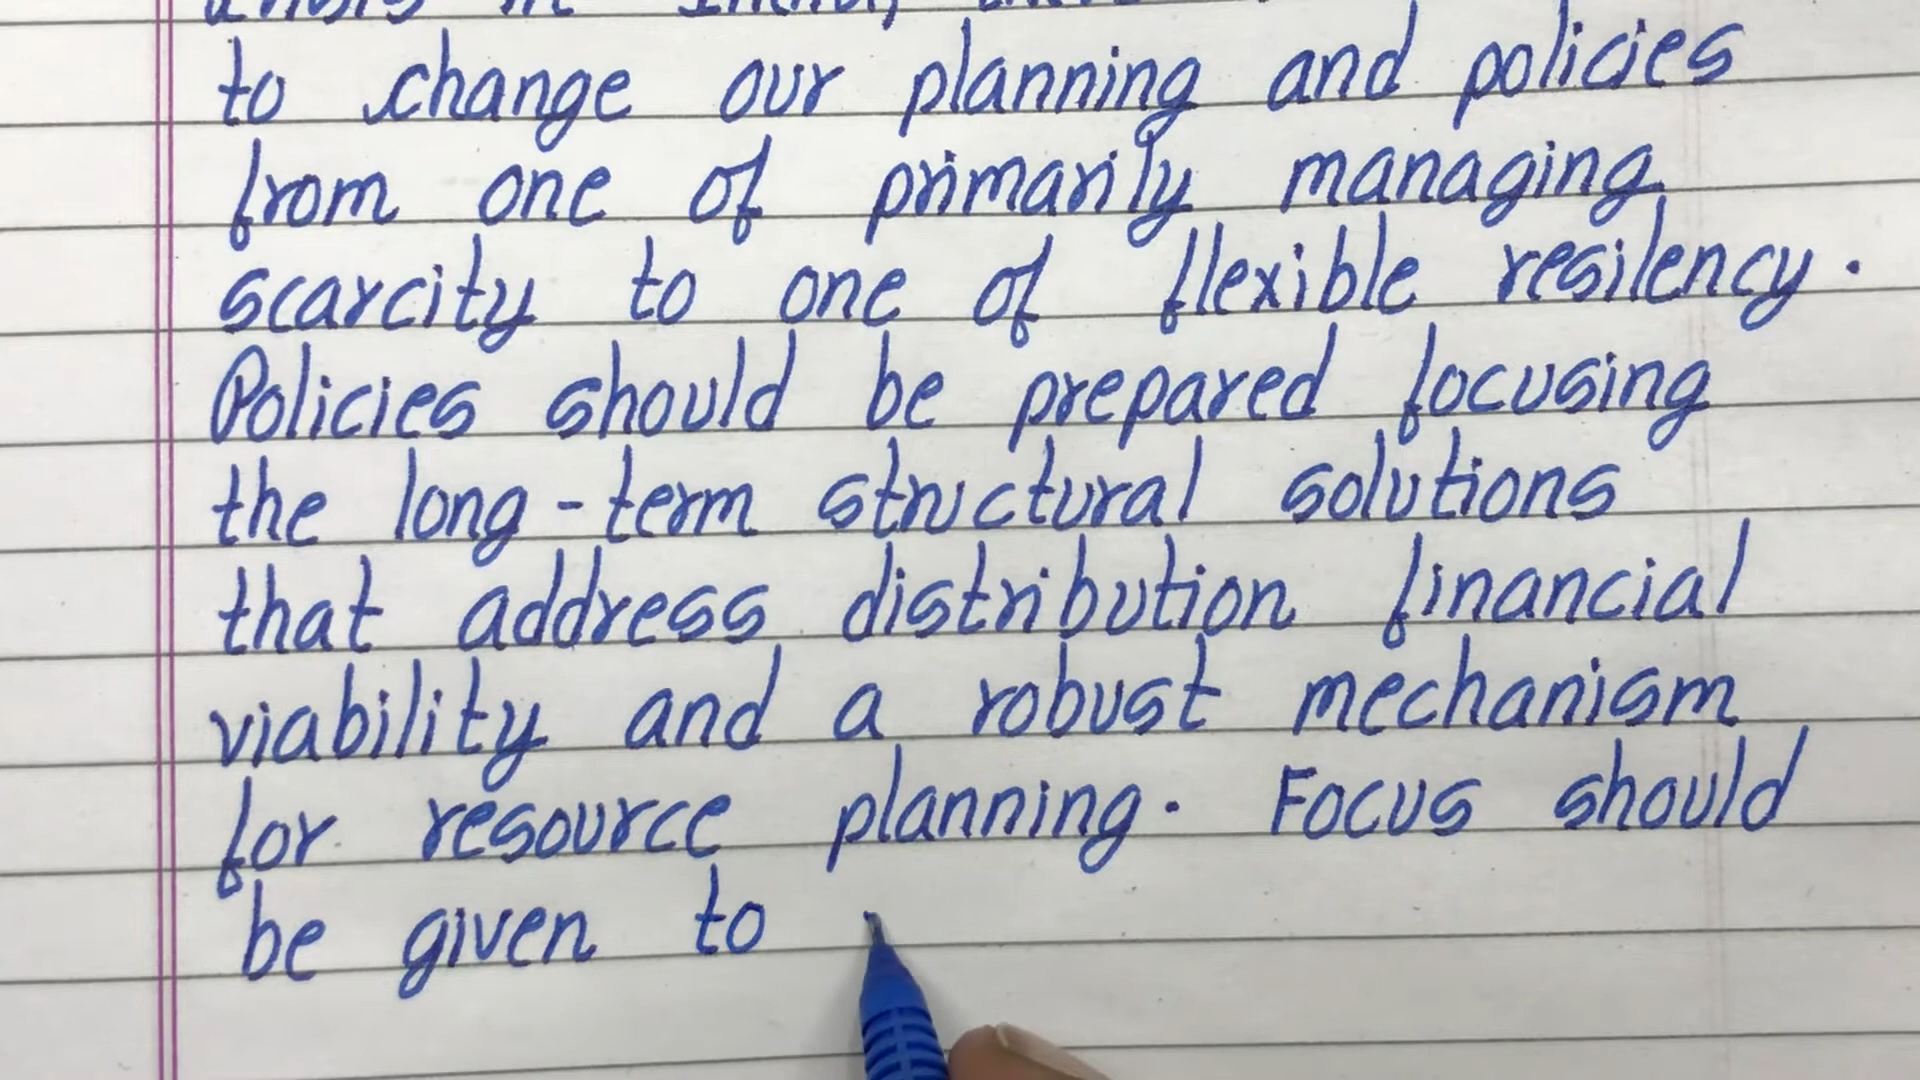 to change our planning and policies
from one of primarily managing
scarcity to one of flexible resilency.
Policies should be prepared focusing
the long-term structural solutions
that address distribution financial
viability and a robust mechanism
for resource planning. Focus should
be given to